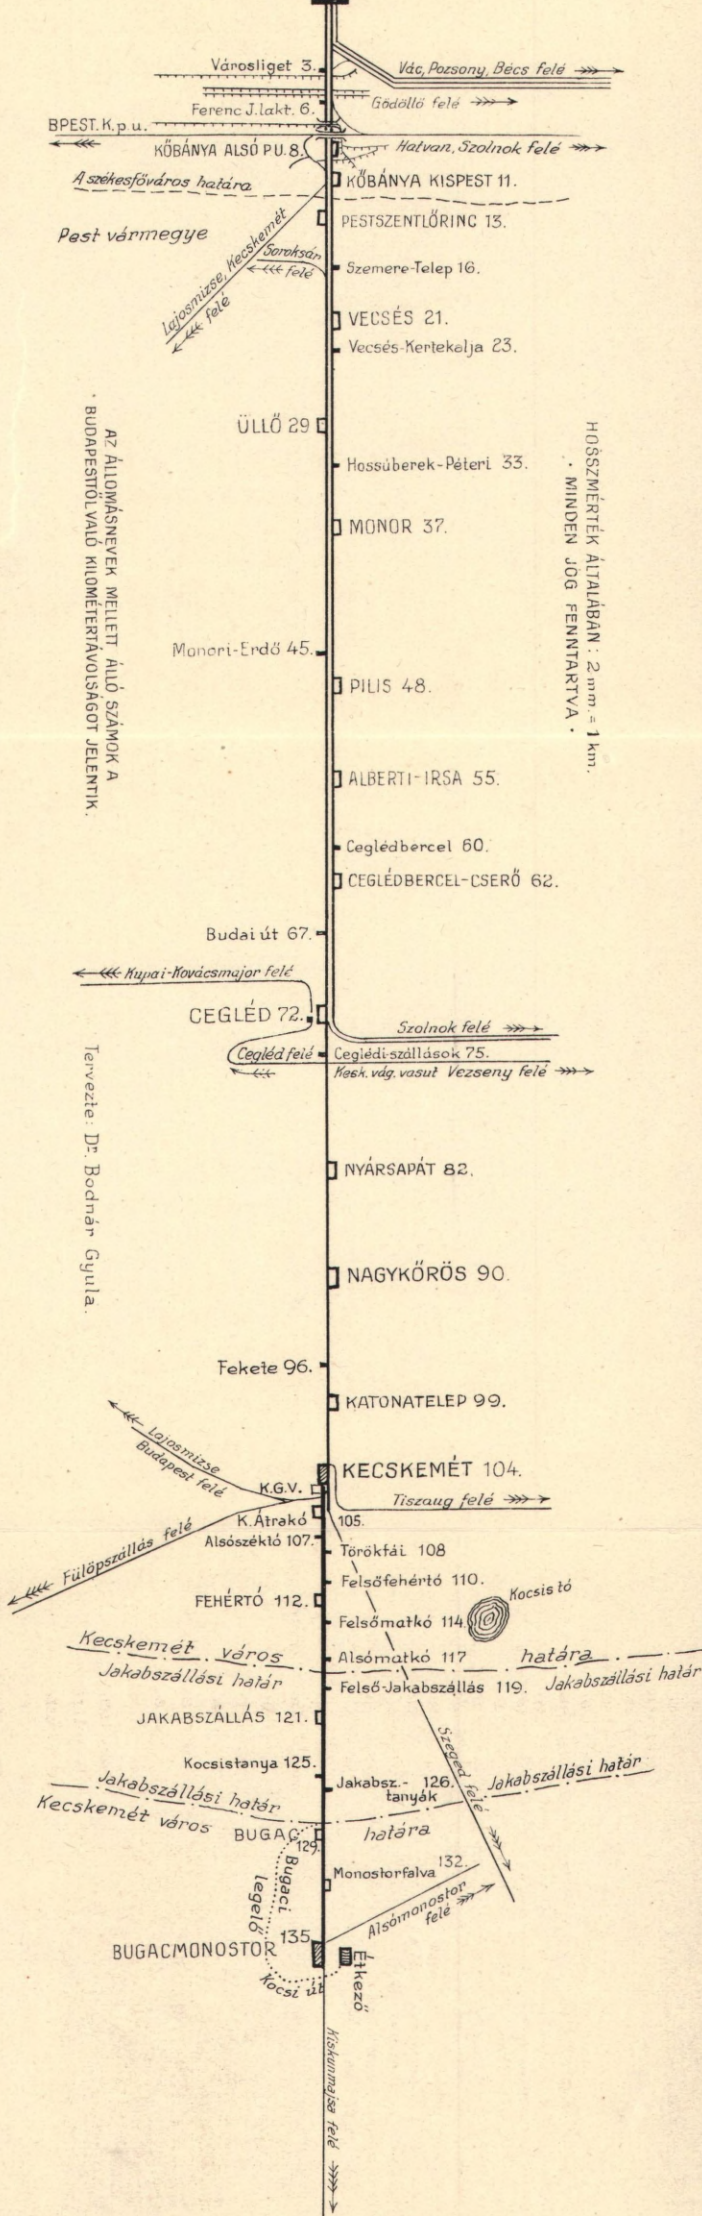 Városliget 3.
Vác, Pozsony, Bécs felé
Ferenc J. lakt. 6.
Gödöllő felé
BPEST. K.p.u.
KŐBÁNYA ALSÓ P.U. 8.
Hatvan, Szolnok felé
A székesfőváros határa
KŐBÁNYA KISPEST 11.
Pest vármegye
PESTSZENTLŐRINC 13.
Lajosmizse, Kecskemét
felé
Soroksár
felé
Szemere-Telep 16.
VECSÉS 21.
Vecsés-Kertekalja 23.
AZ ÁLLOMÁSNEVEK MELLETT ÁLLÓ SZÁMOK A
BUDAPESTTŐL VALÓ KILOMÉTERTÁVOLSÁGOT JELENTIK.
HOSSZMÉRTÉK ÁLTALÁBAN: 2 mm. = 1 km.
· MINDEN JOG FENNTARTVA ·
ÜLLŐ 29
Hossúberek-Péteri 33.
MONOR 37.
Monori-Erdő 45.
PILIS 48.
ALBERTI-IRSA 55.
Ceglédbercel 60.
CEGLÉDBERCEL-CSERŐ 62.
Budai út 67.
Kupai-Kovácsmajor felé
CEGLÉD 72.
Szolnok felé
Cegléd felé
Ceglédi-szállások 75.
Kesk. vág. vasut Vezseny felé
Tervezte: Dr. Bodnár Gyula.
NYÁRSAPÁT 82.
NAGYKŐRÖS 90.
Fekete 96.
KATONATELEP 99.
Lajosmizse
Budapest felé
KECSKEMÉT 104.
K.G.V.
Tiszaug felé
Fülöpszállás felé
K. Átrakó
105.
Alsószéktó 107.
Törökfái 108
Felsőfehértó 110.
Kocsis tó
FEHÉRTÓ 112.
Felsőmatkó 114.
Kecskemét város
határa
Alsómatkó 117
Jakabszállási határ
Jakabszállási határ
Felső-Jakabszállás 119.
JAKABSZÁLLÁS 121.
Szeged felé
Kocsistanya 125.
Jakabsz.- 126.
tanyák
Jakabszállási határ
Jakabszállási határ
Kecskemét város
határa
BUGAC
129.
Bugaci
legelő
Monostorfalva 132.
Alsómonostor
felé
135.
BUGACMONOSTOR
Étkező
Kocsi út
Kiskunmajsa felé